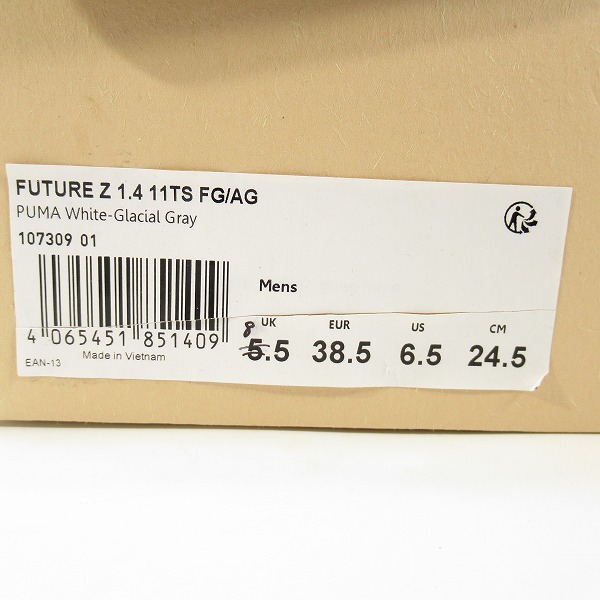 FUTURE Z 1.4 11TS FG/AG
PUMA White-Glacial Gray
107309 01
Mens
4 065451 851409
EAN-13 Made in Vietnam
8
UK EUR US CM
5.5 38.5 6.5 24.5